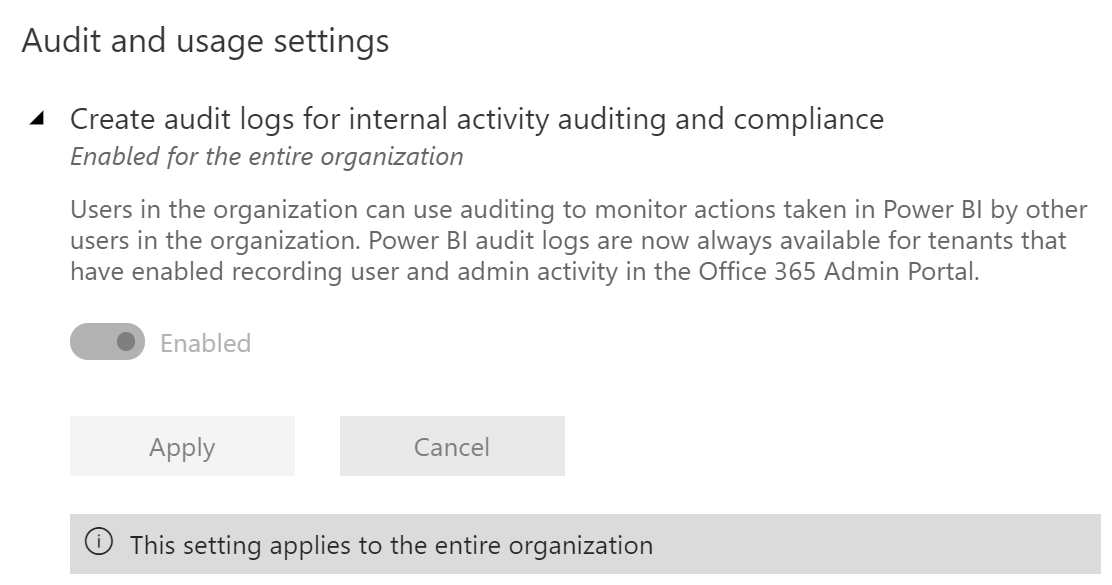 Audit and usage settings
Create audit logs for internal activity auditing and compliance
Enabled for the entire organization
Users in the organization can use auditing to monitor actions taken in Power BI by other
users in the organization. Power BI audit logs are now always available for tenants that
have enabled recording user and admin activity in the Office 365 Admin Portal.
Enabled
Apply
Cancel
This setting applies to the entire organization